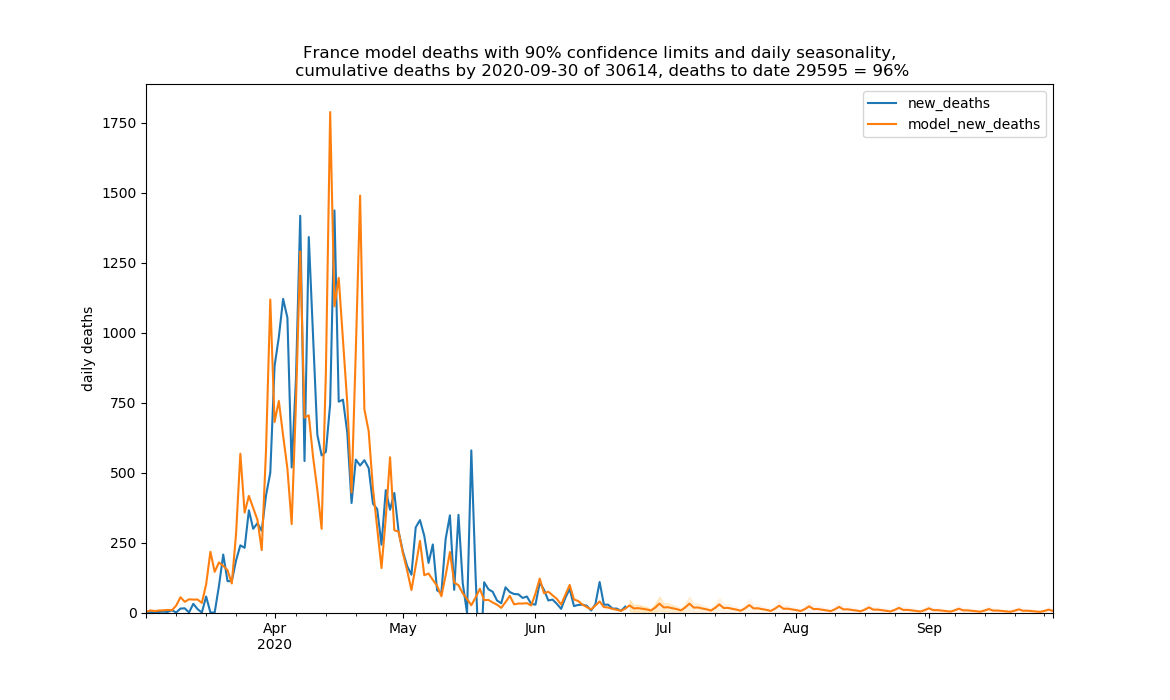 France model deaths with 90% confidence limits and daily seasonality,
cumulative deaths by 2020-09-30 of 30614, deaths to date 29595 = 96%
new_deaths
model_new_deaths
daily deaths
1750
1500
1250
1000
750
500
250
0
Apr
2020
May
Jun
Jul
Aug
Sep